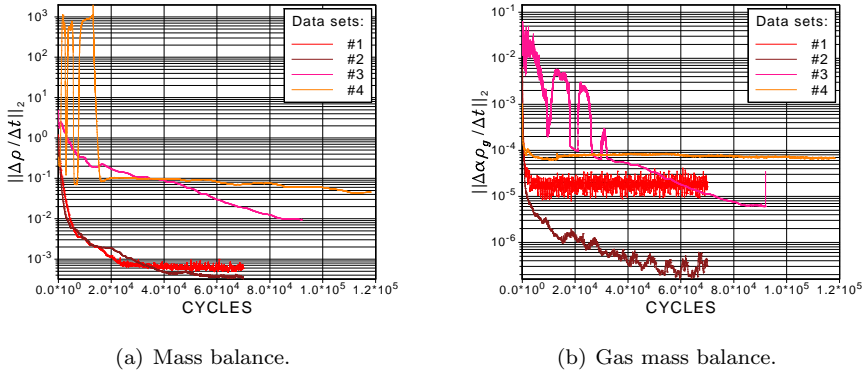 ||Δρ/Δt||₂
10³
10²
10¹
10⁰
10⁻¹
10⁻²
10⁻³
Data sets:
#1
#2
#3
#4
0.0*10⁰ 2.0*10⁴ 4.0*10⁴ 6.0*10⁴ 8.0*10⁴ 1.0*10⁵ 1.2*10⁵
CYCLES
(a) Mass balance.
||Δαρg/Δt||₂
10⁻¹
10⁻²
10⁻³
10⁻⁴
10⁻⁵
10⁻⁶
Data sets:
#1
#2
#3
#4
0.0*10⁰ 2.0*10⁴ 4.0*10⁴ 6.0*10⁴ 8.0*10⁴ 1.0*10⁵ 1.2*10⁵
CYCLES
(b) Gas mass balance.